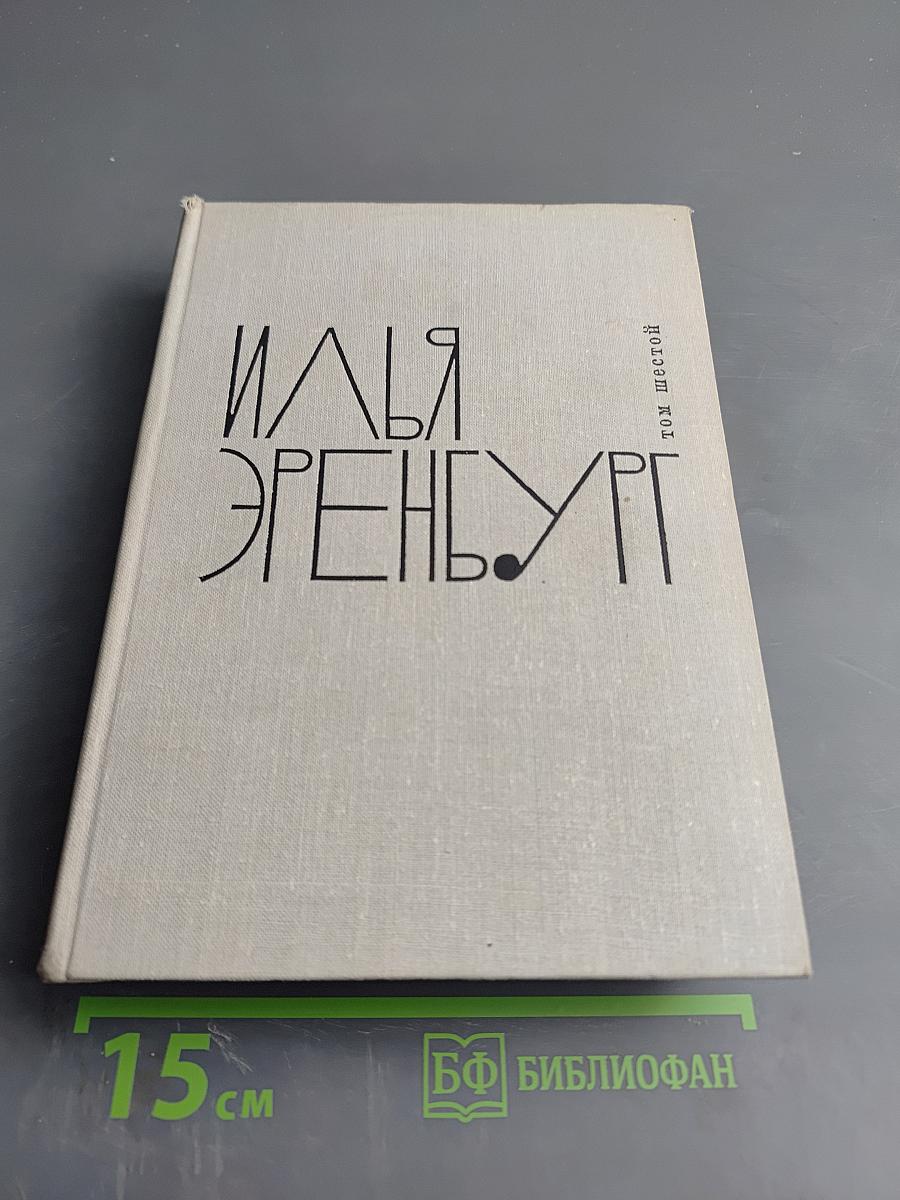 ИЛЬЯ
ЭРЕНБУРГ
том шестой
15 см
БФ БИБЛИОФАН